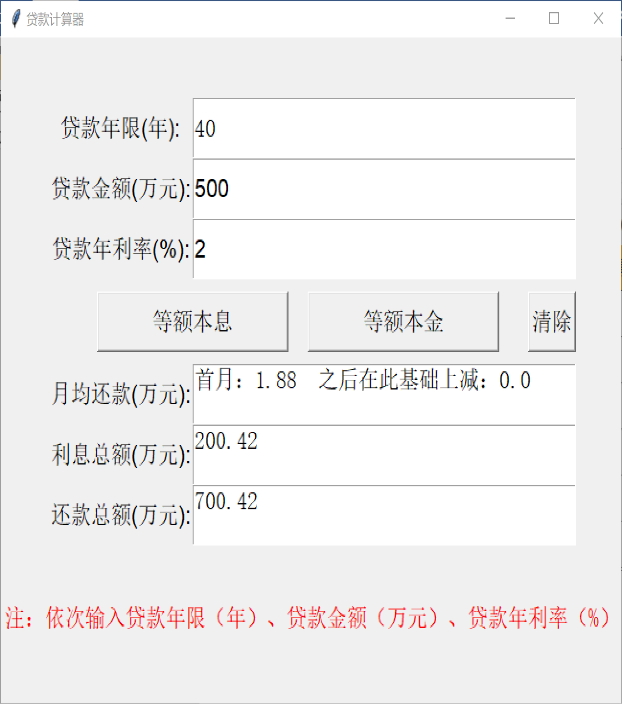 贷款计算器
贷款年限(年): 40
贷款金额(万元): 500
贷款年利率(%): 2
等额本息 等额本金 清除
月均还款(万元): 首月: 1.88 之后在此基础上减: 0.0
利息总额(万元): 200.42
还款总额(万元): 700.42
注: 依次输入贷款年限（年）、贷款金额（万元）、贷款年利率（%）